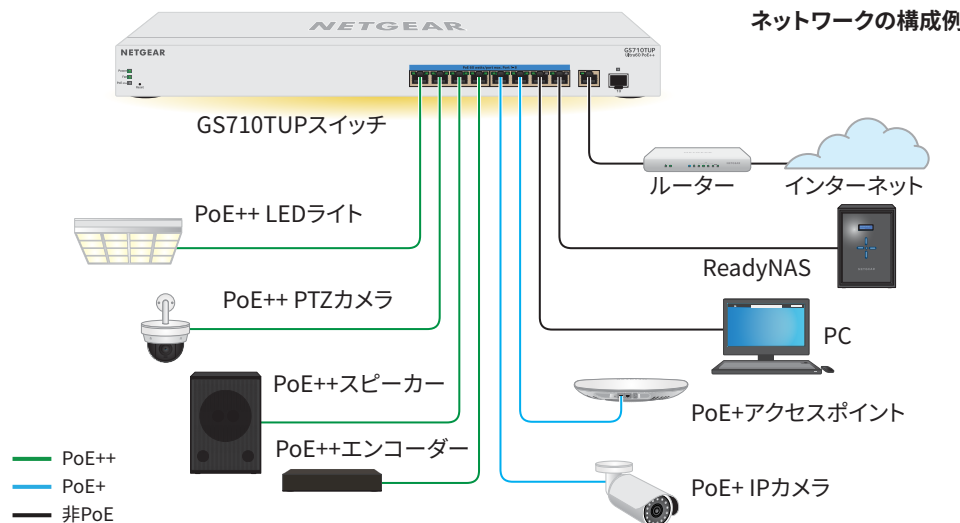 ネットワークの構成例
NETGEAR
NETGEAR
GS710TUP
Ultra60 PoE++
GS710TUPスイッチ
ルーター
インターネット
PoE++ LEDライト
ReadyNAS
PoE++ PTZカメラ
PC
PoE++スピーカー
PoE+アクセスポイント
PoE++エンコーダー
PoE+ IPカメラ
PoE++
PoE+
非PoE